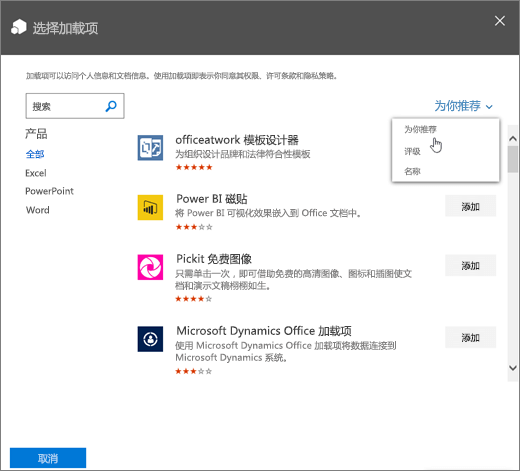 选择加载项
加载项可以访问个人信息和文档信息。使用加载项即表示你同意其权限、许可条款和隐私策略。
搜索
为你推荐
为你推荐
评级
名称
产品
全部
Excel
PowerPoint
Word
officeatwork 模板设计器
为组织设计品牌和法律符合性模板
Power BI 磁贴
将 Power BI 可视化效果嵌入到 Office 文档中。
添加
Pickit 免费图像
只需单击一次，即可借助免费的高清图像、图标和插图使文
档和演示文稿栩栩如生。
添加
Microsoft Dynamics Office 加载项
使用 Microsoft Dynamics Office 加载项将数据连接到
Microsoft Dynamics 系统。
添加
取消